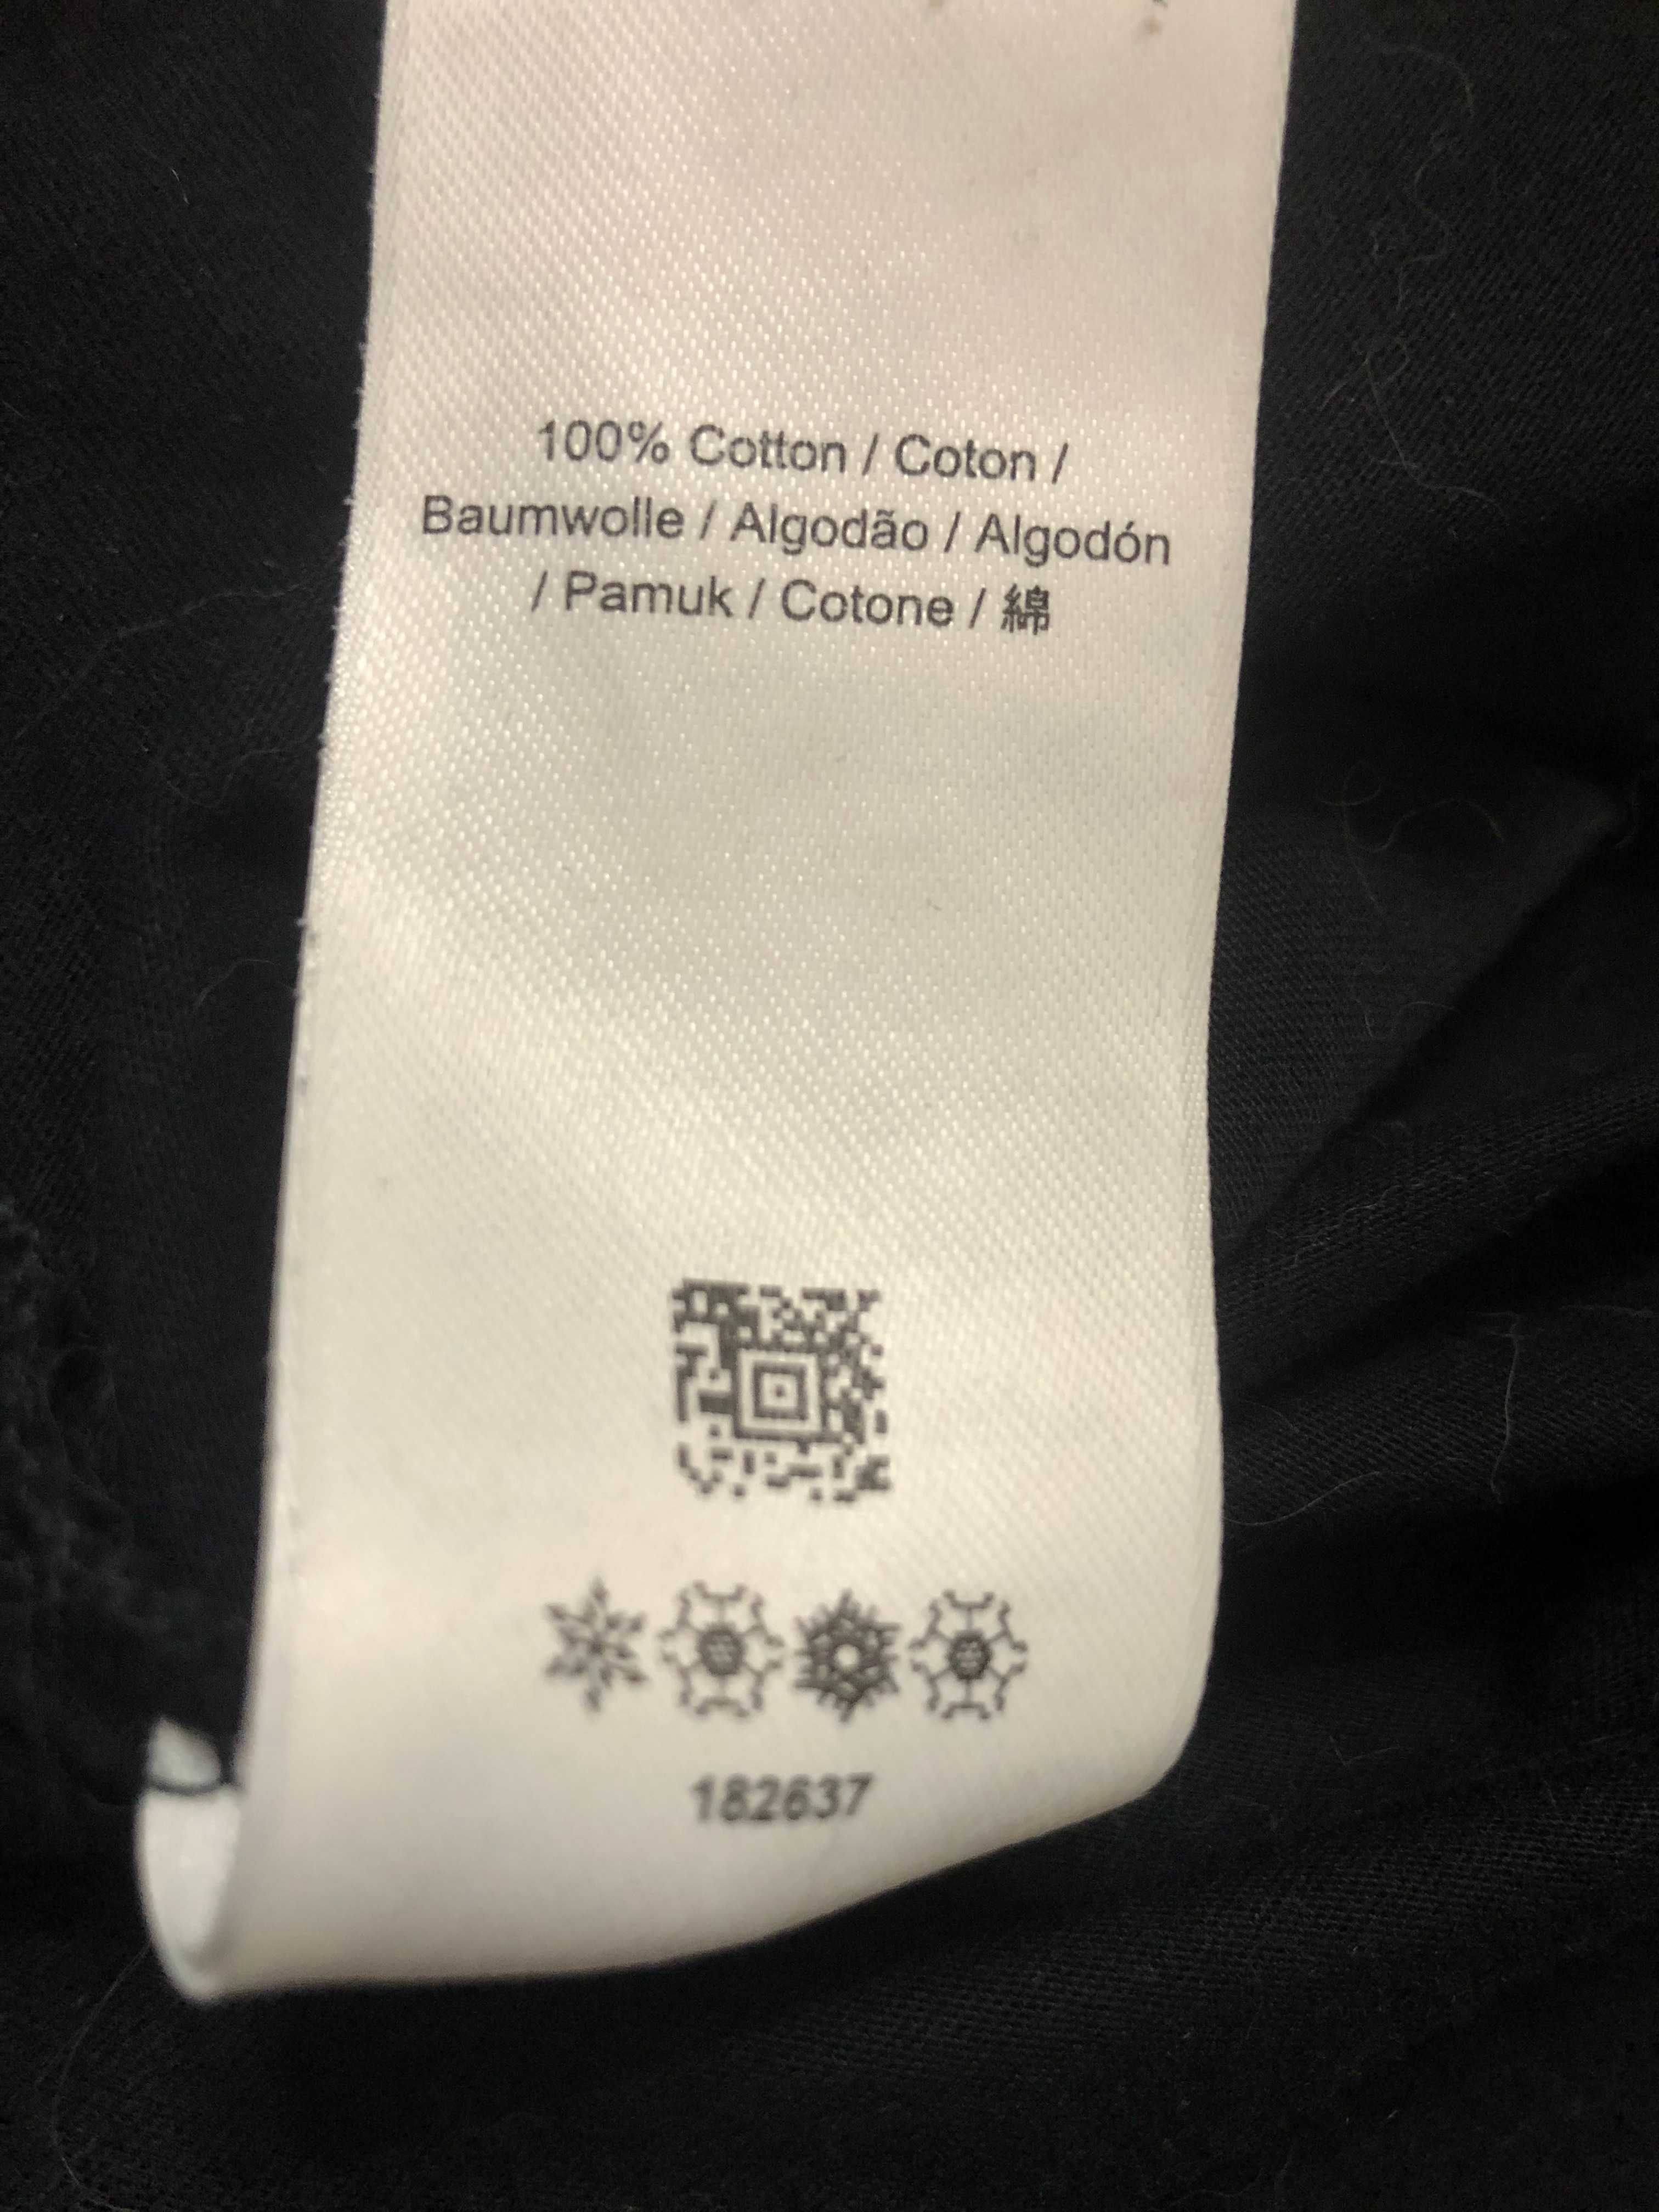 100% Cotton / Coton /
Baumwolle / Algodão / Algodón
/ Pamuk / Cotone / 綿
182637